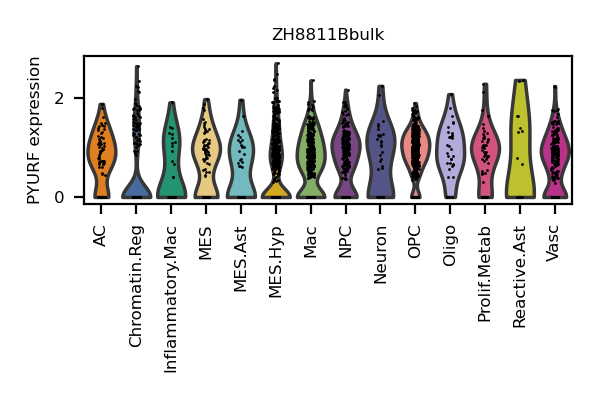 ZH8811Bbulk
PYURF expression
2
0
AC
Chromatin.Reg
Inflammatory.Mac
MES
MES.Ast
MES.Hyp
Mac
NPC
Neuron
OPC
Oligo
Prolif.Metab
Reactive.Ast
Vasc